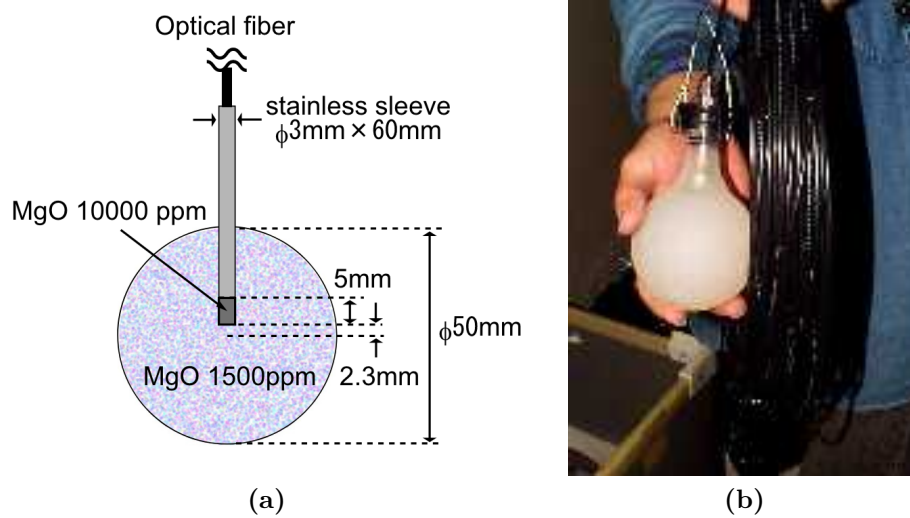 Optical fiber
stainless sleeve
ϕ3mm × 60mm
MgO 10000 ppm
5mm
ϕ50mm
MgO 1500ppm
2.3mm
(a)
(b)